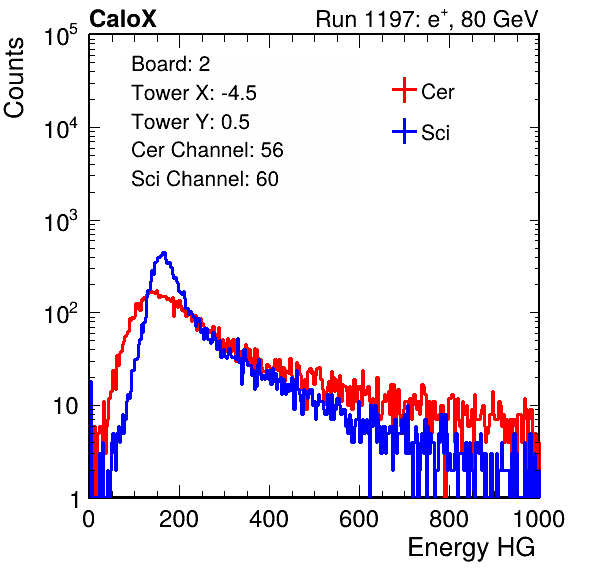 CaloX Run 1197: e⁺, 80 GeV
Counts
Board: 2
Tower X: -4.5
Tower Y: 0.5
Cer Channel: 56
Sci Channel: 60
Cer
Sci
10⁵
10⁴
10³
10²
10
1
0 200 400 600 800 1000
Energy HG